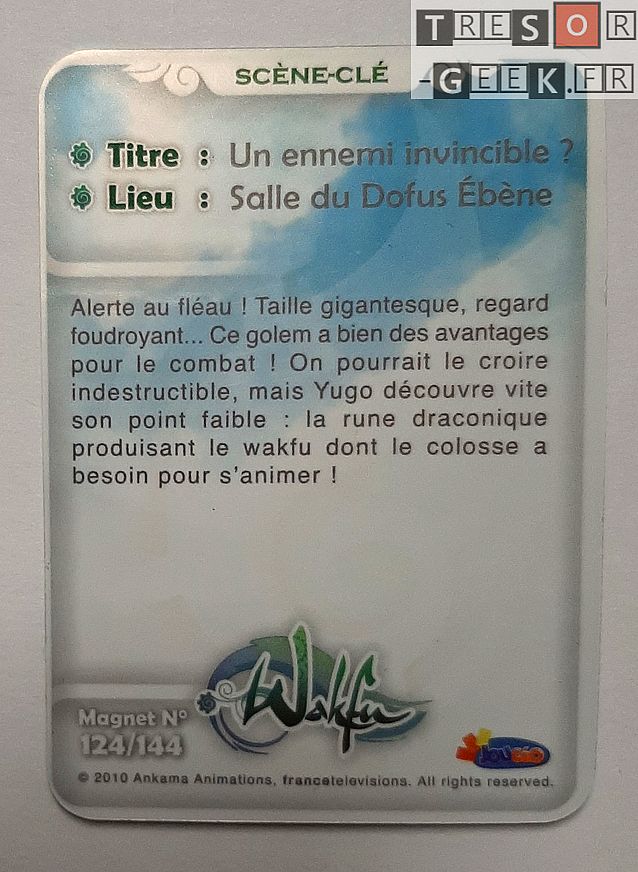 TRESOR
GEEK.FR
SCÈNE-CLÉ
Titre : Un ennemi invincible ?
Lieu : Salle du Dofus Ébène
Alerte au fléau ! Taille gigantesque, regard
foudroyant... Ce golem a bien des avantages
pour le combat ! On pourrait le croire
indestructible, mais Yugo découvre vite
son point faible : la rune draconique
produisant le wakfu dont le colosse a
besoin pour s'animer !
Wakfu
Magnet N°
124/144
JOUÉCO
© 2010 Ankama Animations, francetelevisions. All rights reserved.